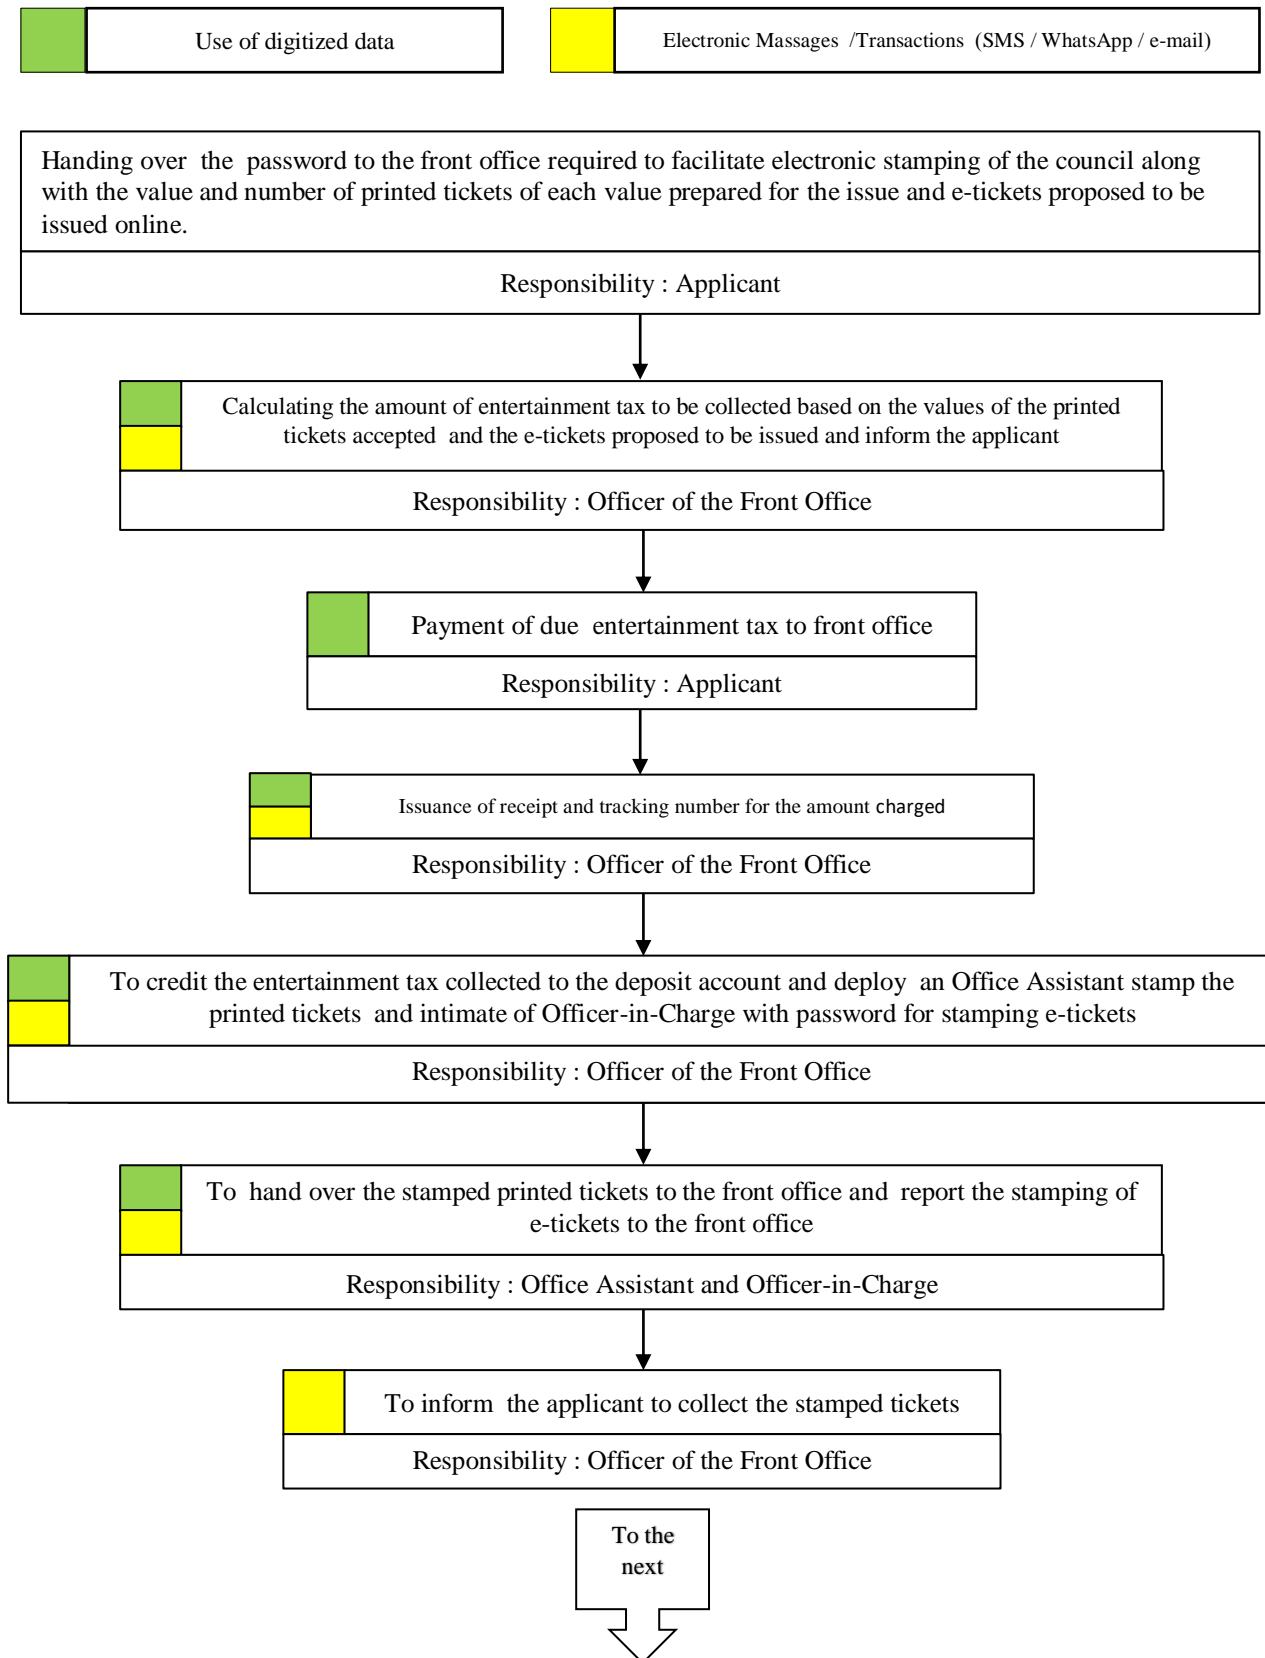 Use of digitized data
Electronic Massages /Transactions (SMS / WhatsApp / e-mail)
Handing over the password to the front office required to facilitate electronic stamping of the council along
with the value and number of printed tickets of each value prepared for the issue and e-tickets proposed to be
issued online.
Responsibility : Applicant
Calculating the amount of entertainment tax to be collected based on the values of the printed
tickets accepted and the e-tickets proposed to be issued and inform the applicant
Responsibility : Officer of the Front Office
Payment of due entertainment tax to front office
Responsibility : Applicant
Issuance of receipt and tracking number for the amount charged
Responsibility : Officer of the Front Office
To credit the entertainment tax collected to the deposit account and deploy an Office Assistant stamp the
printed tickets and intimate of Officer-in-Charge with password for stamping e-tickets
Responsibility : Officer of the Front Office
To hand over the stamped printed tickets to the front office and report the stamping of
e-tickets to the front office
Responsibility : Office Assistant and Officer-in-Charge
To inform the applicant to collect the stamped tickets
Responsibility : Officer of the Front Office
To the
next